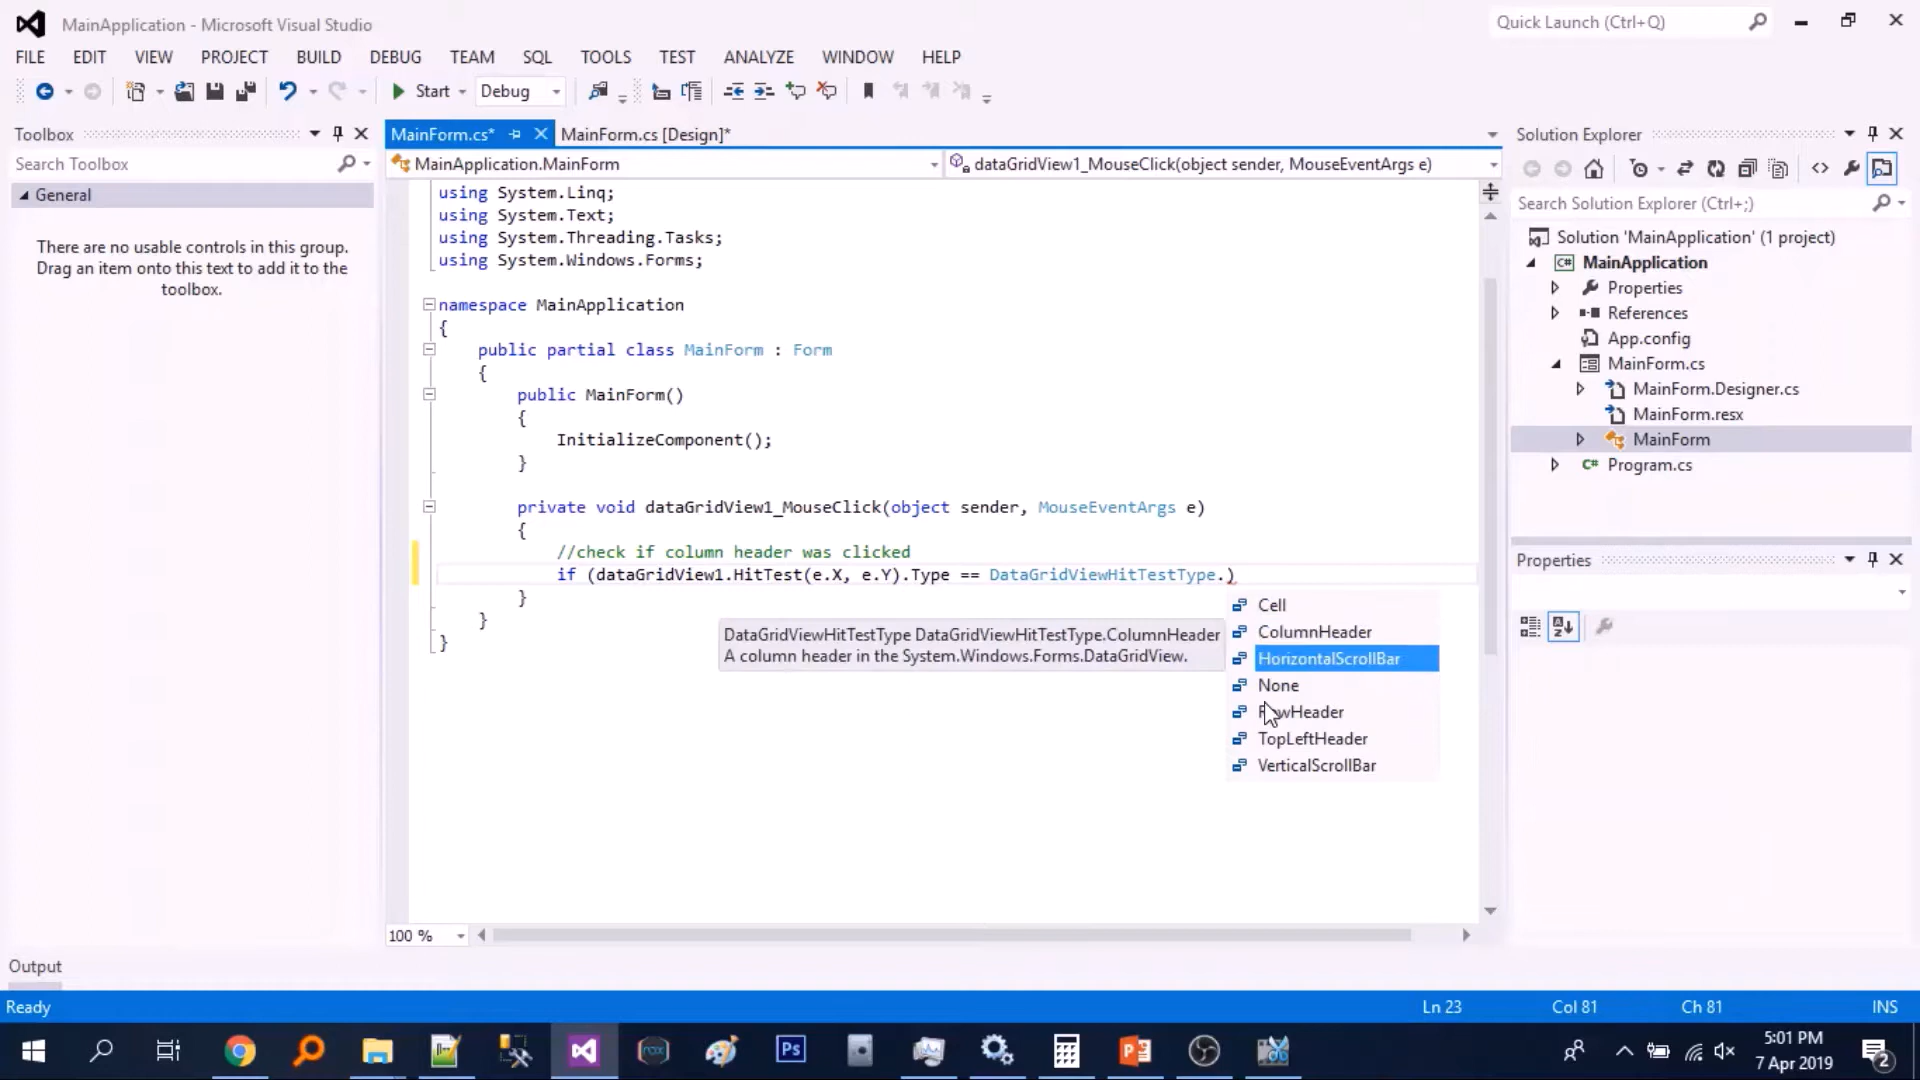 MainApplication - Microsoft Visual Studio
Quick Launch (Ctrl+Q)
FILE EDIT VIEW PROJECT BUILD DEBUG TEAM SQL TOOLS TEST ANALYZE WINDOW HELP
Start Debug
Toolbox
Search Toolbox
General
There are no usable controls in this group.
Drag an item onto this text to add it to the
toolbox.
MainForm.cs* MainForm.cs [Design]*
MainApplication.MainForm dataGridView1_MouseClick(object sender, MouseEventArgs e)
using System.Linq;
using System.Text;
using System.Threading.Tasks;
using System.Windows.Forms;
namespace MainApplication
{
public partial class MainForm : Form
{
public MainForm()
{
InitializeComponent();
}
private void dataGridView1_MouseClick(object sender, MouseEventArgs e)
{
//check if column header was clicked
if (dataGridView1.HitTest(e.X, e.Y).Type == DataGridViewHitTestType.)
}
}
}
DataGridViewHitTestType DataGridViewHitTestType.ColumnHeader
A column header in the System.Windows.Forms.DataGridView.
Cell
ColumnHeader
HorizontalScrollBar
None
RowHeader
TopLeftHeader
VerticalScrollBar
100 %
Solution Explorer
Search Solution Explorer (Ctrl+;)
Solution 'MainApplication' (1 project)
C# MainApplication
Properties
References
App.config
MainForm.cs
MainForm.Designer.cs
MainForm.resx
MainForm
C# Program.cs
Properties
Output
Ready Ln 23 Col 81 Ch 81 INS
Ps
5:01 PM
7 Apr 2019
2